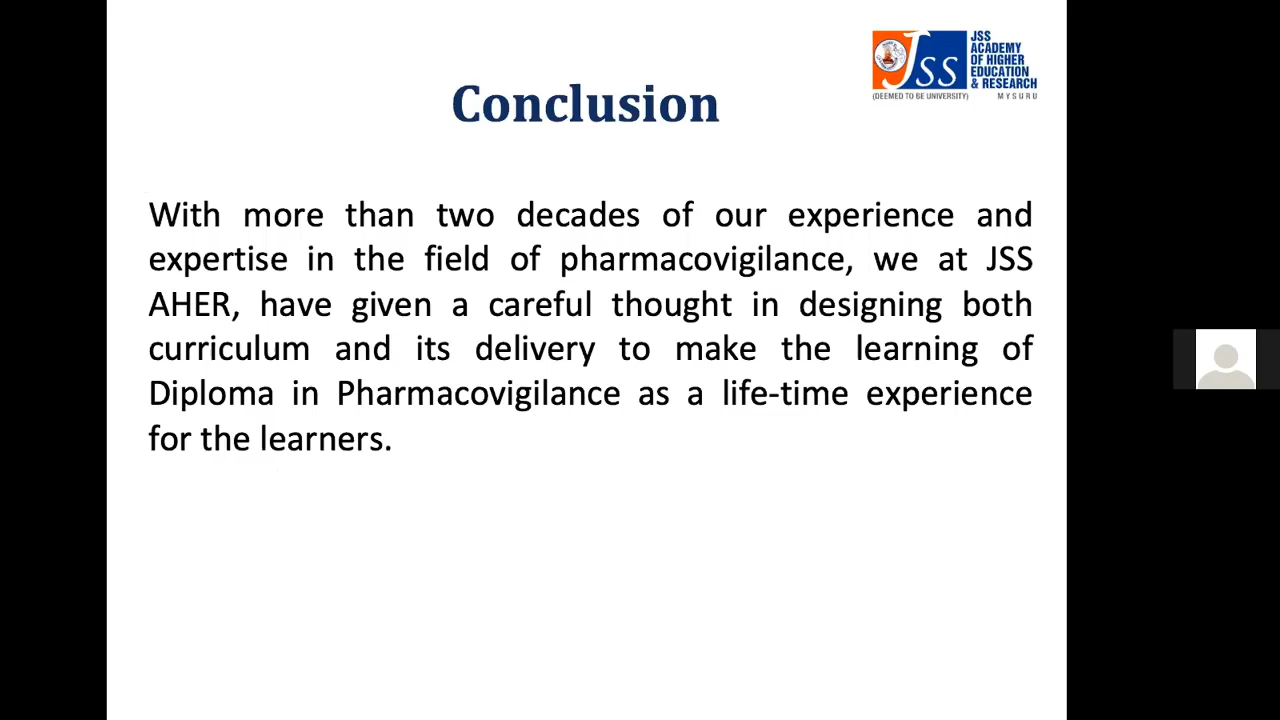 JSS
ACADEMY
OF HIGHER
EDUCATION
& RESEARCH
JSS
(DEEMED TO BE UNIVERSITY) MYSURU
Conclusion
With more than two decades of our experience and
expertise in the field of pharmacovigilance, we at JSS
AHER, have given a careful thought in designing both
curriculum and its delivery to make the learning of
Diploma in Pharmacovigilance as a life-time experience
for the learners.